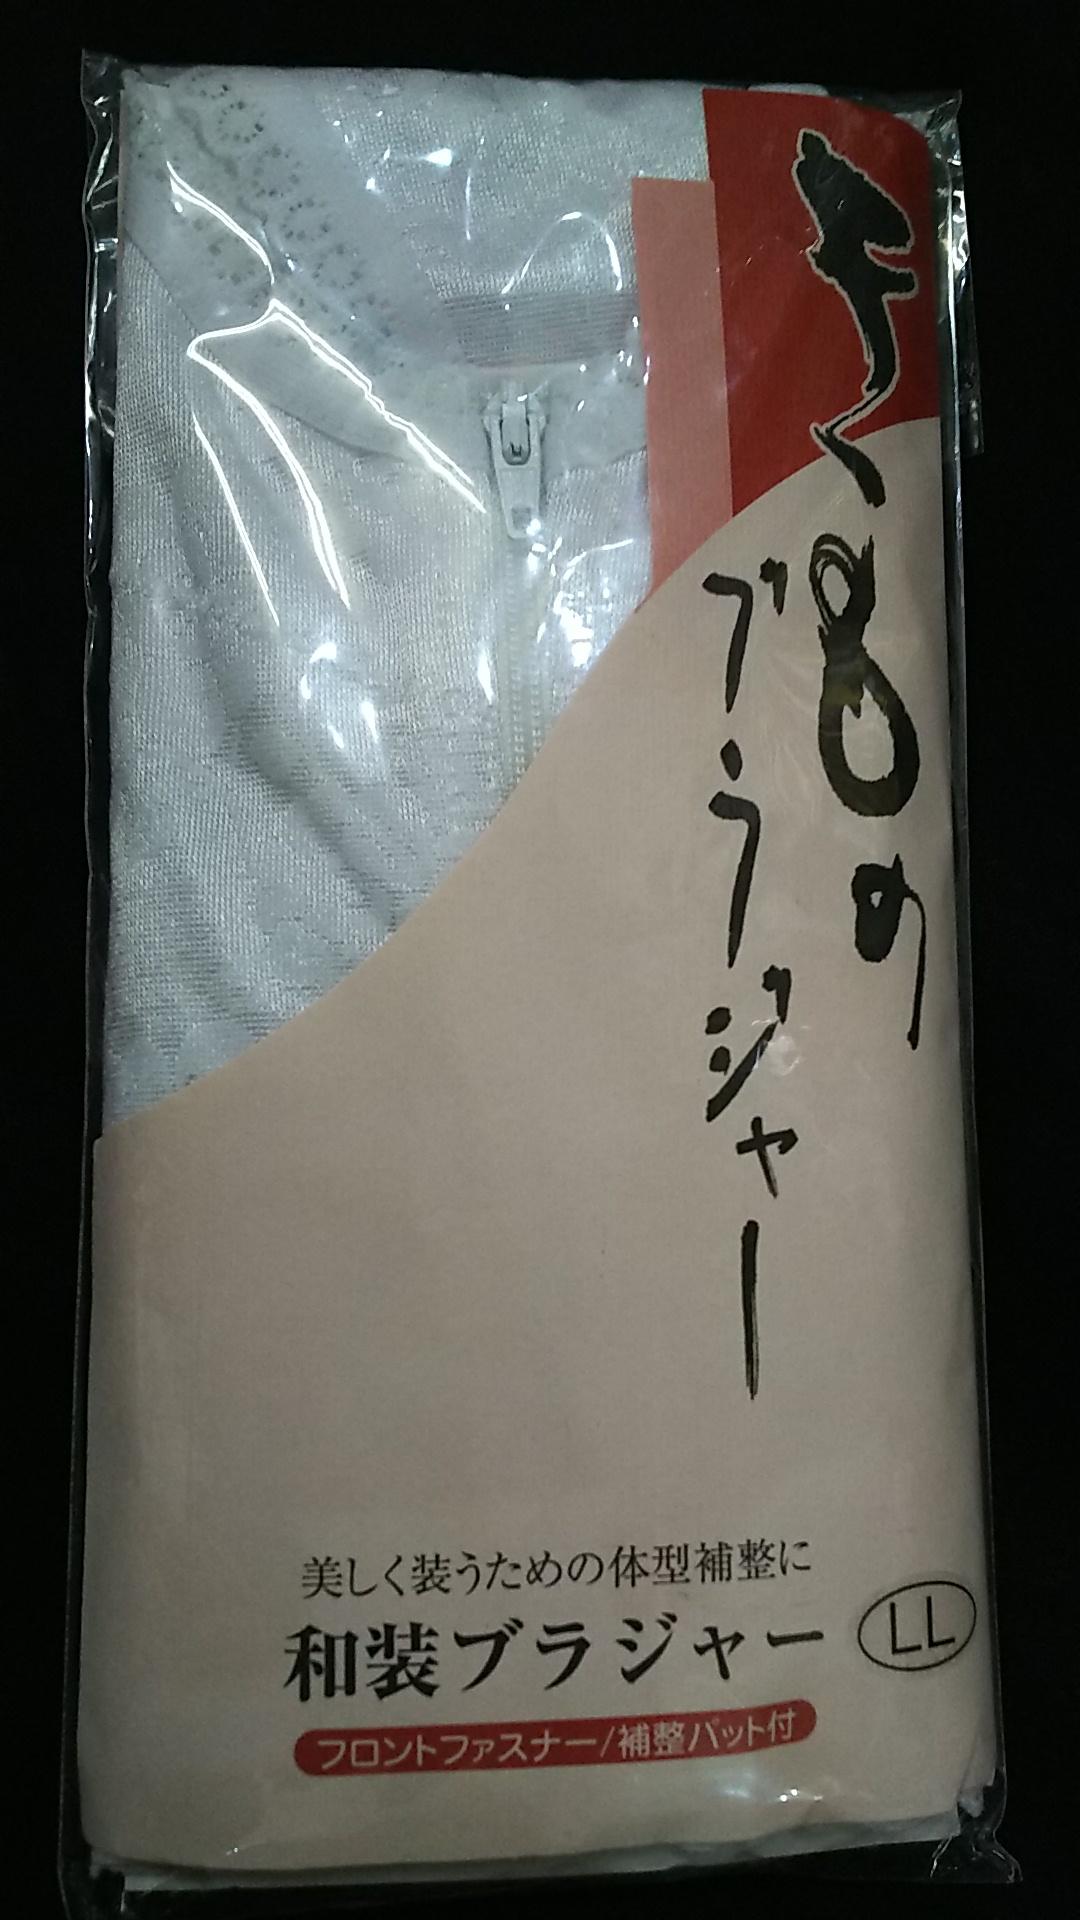 きもの
ブラジャー
美しく装うための体型補整に
和装ブラジャー
LL
フロントファスナー/補整パット付